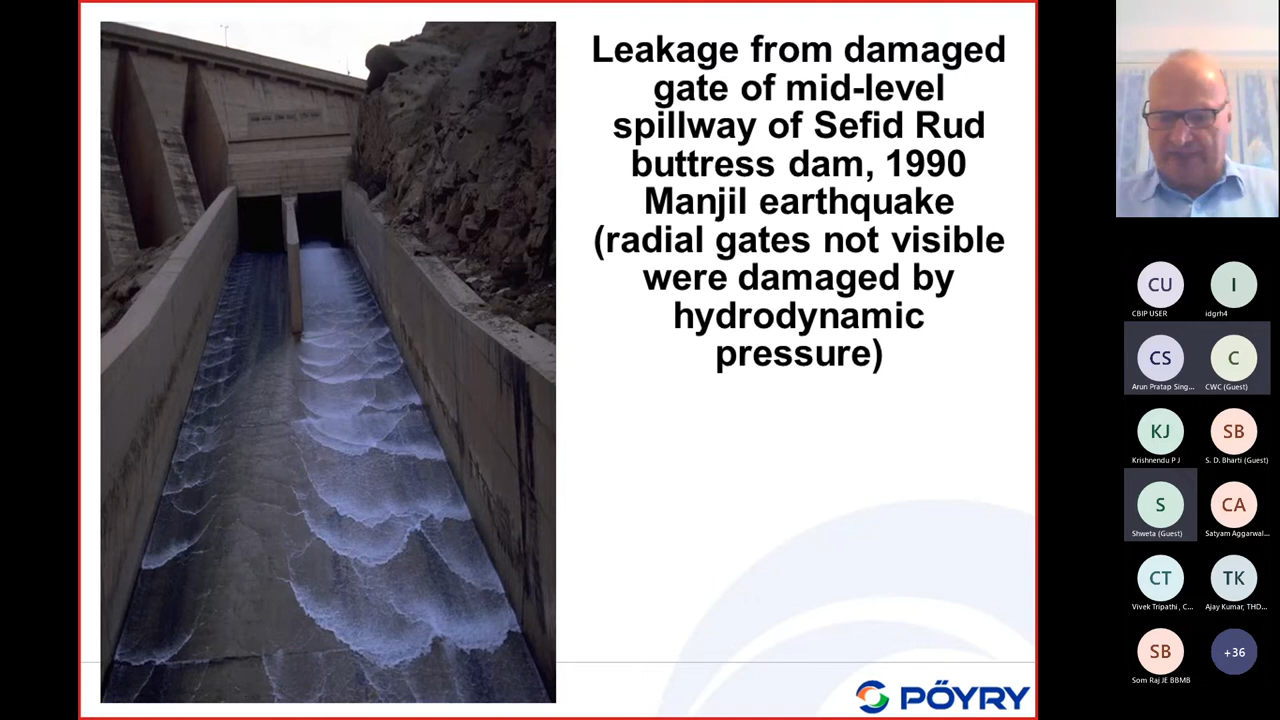 Leakage from damaged
gate of mid-level
spillway of Sefid Rud
buttress dam, 1990
Manjil earthquake
(radial gates not visible
were damaged by
hydrodynamic
pressure)
PÖYRY
CU
CBIP USER
I
idgrh4
CS
Arun Pratap Sing...
C
CWC (Guest)
KJ
Krishnendu P J
SB
S. D. Bharti (Guest)
S
Shweta (Guest)
CA
Satyam Aggarwal...
CT
Vivek Tripathi , C...
TK
Ajay Kumar, THD...
SB
Som Raj JE BBMB
+36